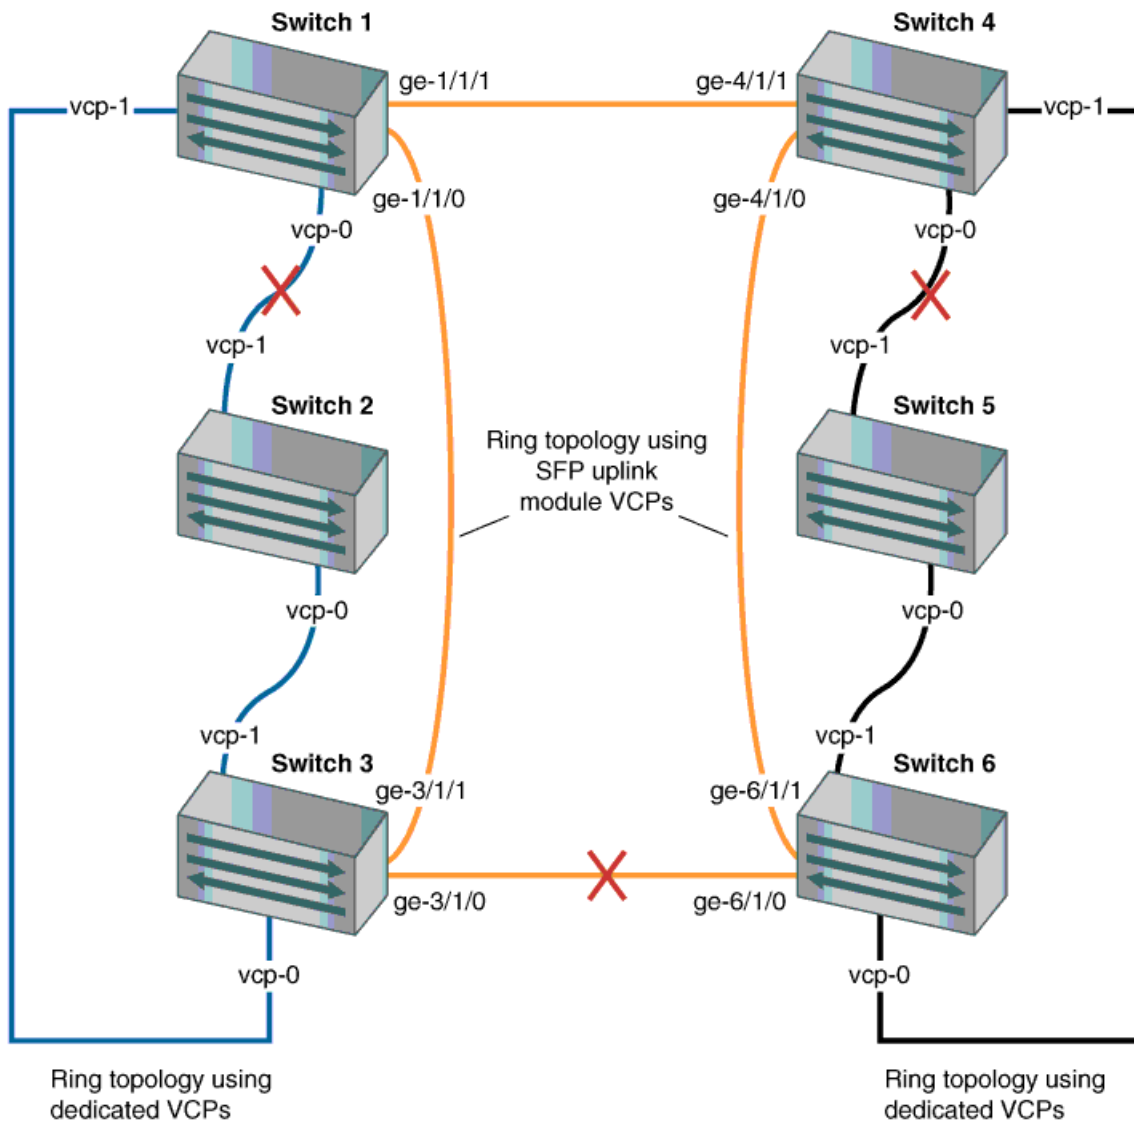 Switch 1
Switch 4
ge-1/1/1
ge-4/1/1
vcp-1
vcp-1
ge-1/1/0
ge-4/1/0
vcp-0
vcp-0
vcp-1
vcp-1
Switch 2
Switch 5
Ring topology using
SFP uplink
module VCPs
vcp-0
vcp-0
vcp-1
vcp-1
Switch 3
Switch 6
ge-3/1/1
ge-6/1/1
ge-3/1/0
ge-6/1/0
vcp-0
vcp-0
Ring topology using
dedicated VCPs
Ring topology using
dedicated VCPs